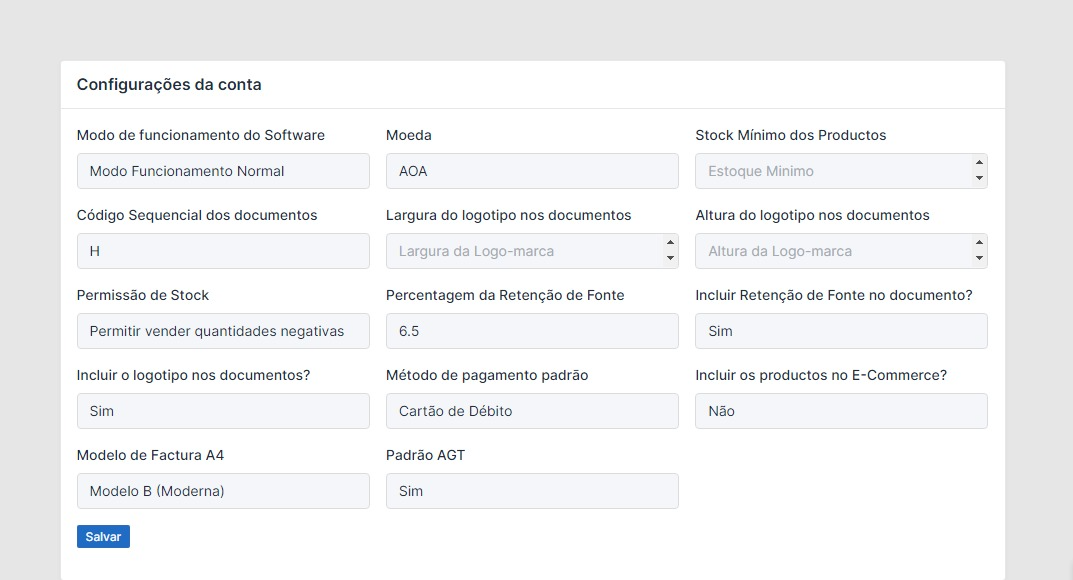 Configurações da conta
Modo de funcionamento do Software
Moeda
Stock Mínimo dos Productos
Modo Funcionamento Normal
AOA
Estoque Minimo
Código Sequencial dos documentos
Largura do logotipo nos documentos
Altura do logotipo nos documentos
H
Largura da Logo-marca
Altura da Logo-marca
Permissão de Stock
Percentagem da Retenção de Fonte
Incluir Retenção de Fonte no documento?
Permitir vender quantidades negativas
6.5
Sim
Incluir o logotipo nos documentos?
Método de pagamento padrão
Incluir os productos no E-Commerce?
Sim
Cartão de Débito
Não
Modelo de Factura A4
Padrão AGT
Modelo B (Moderna)
Sim
Salvar